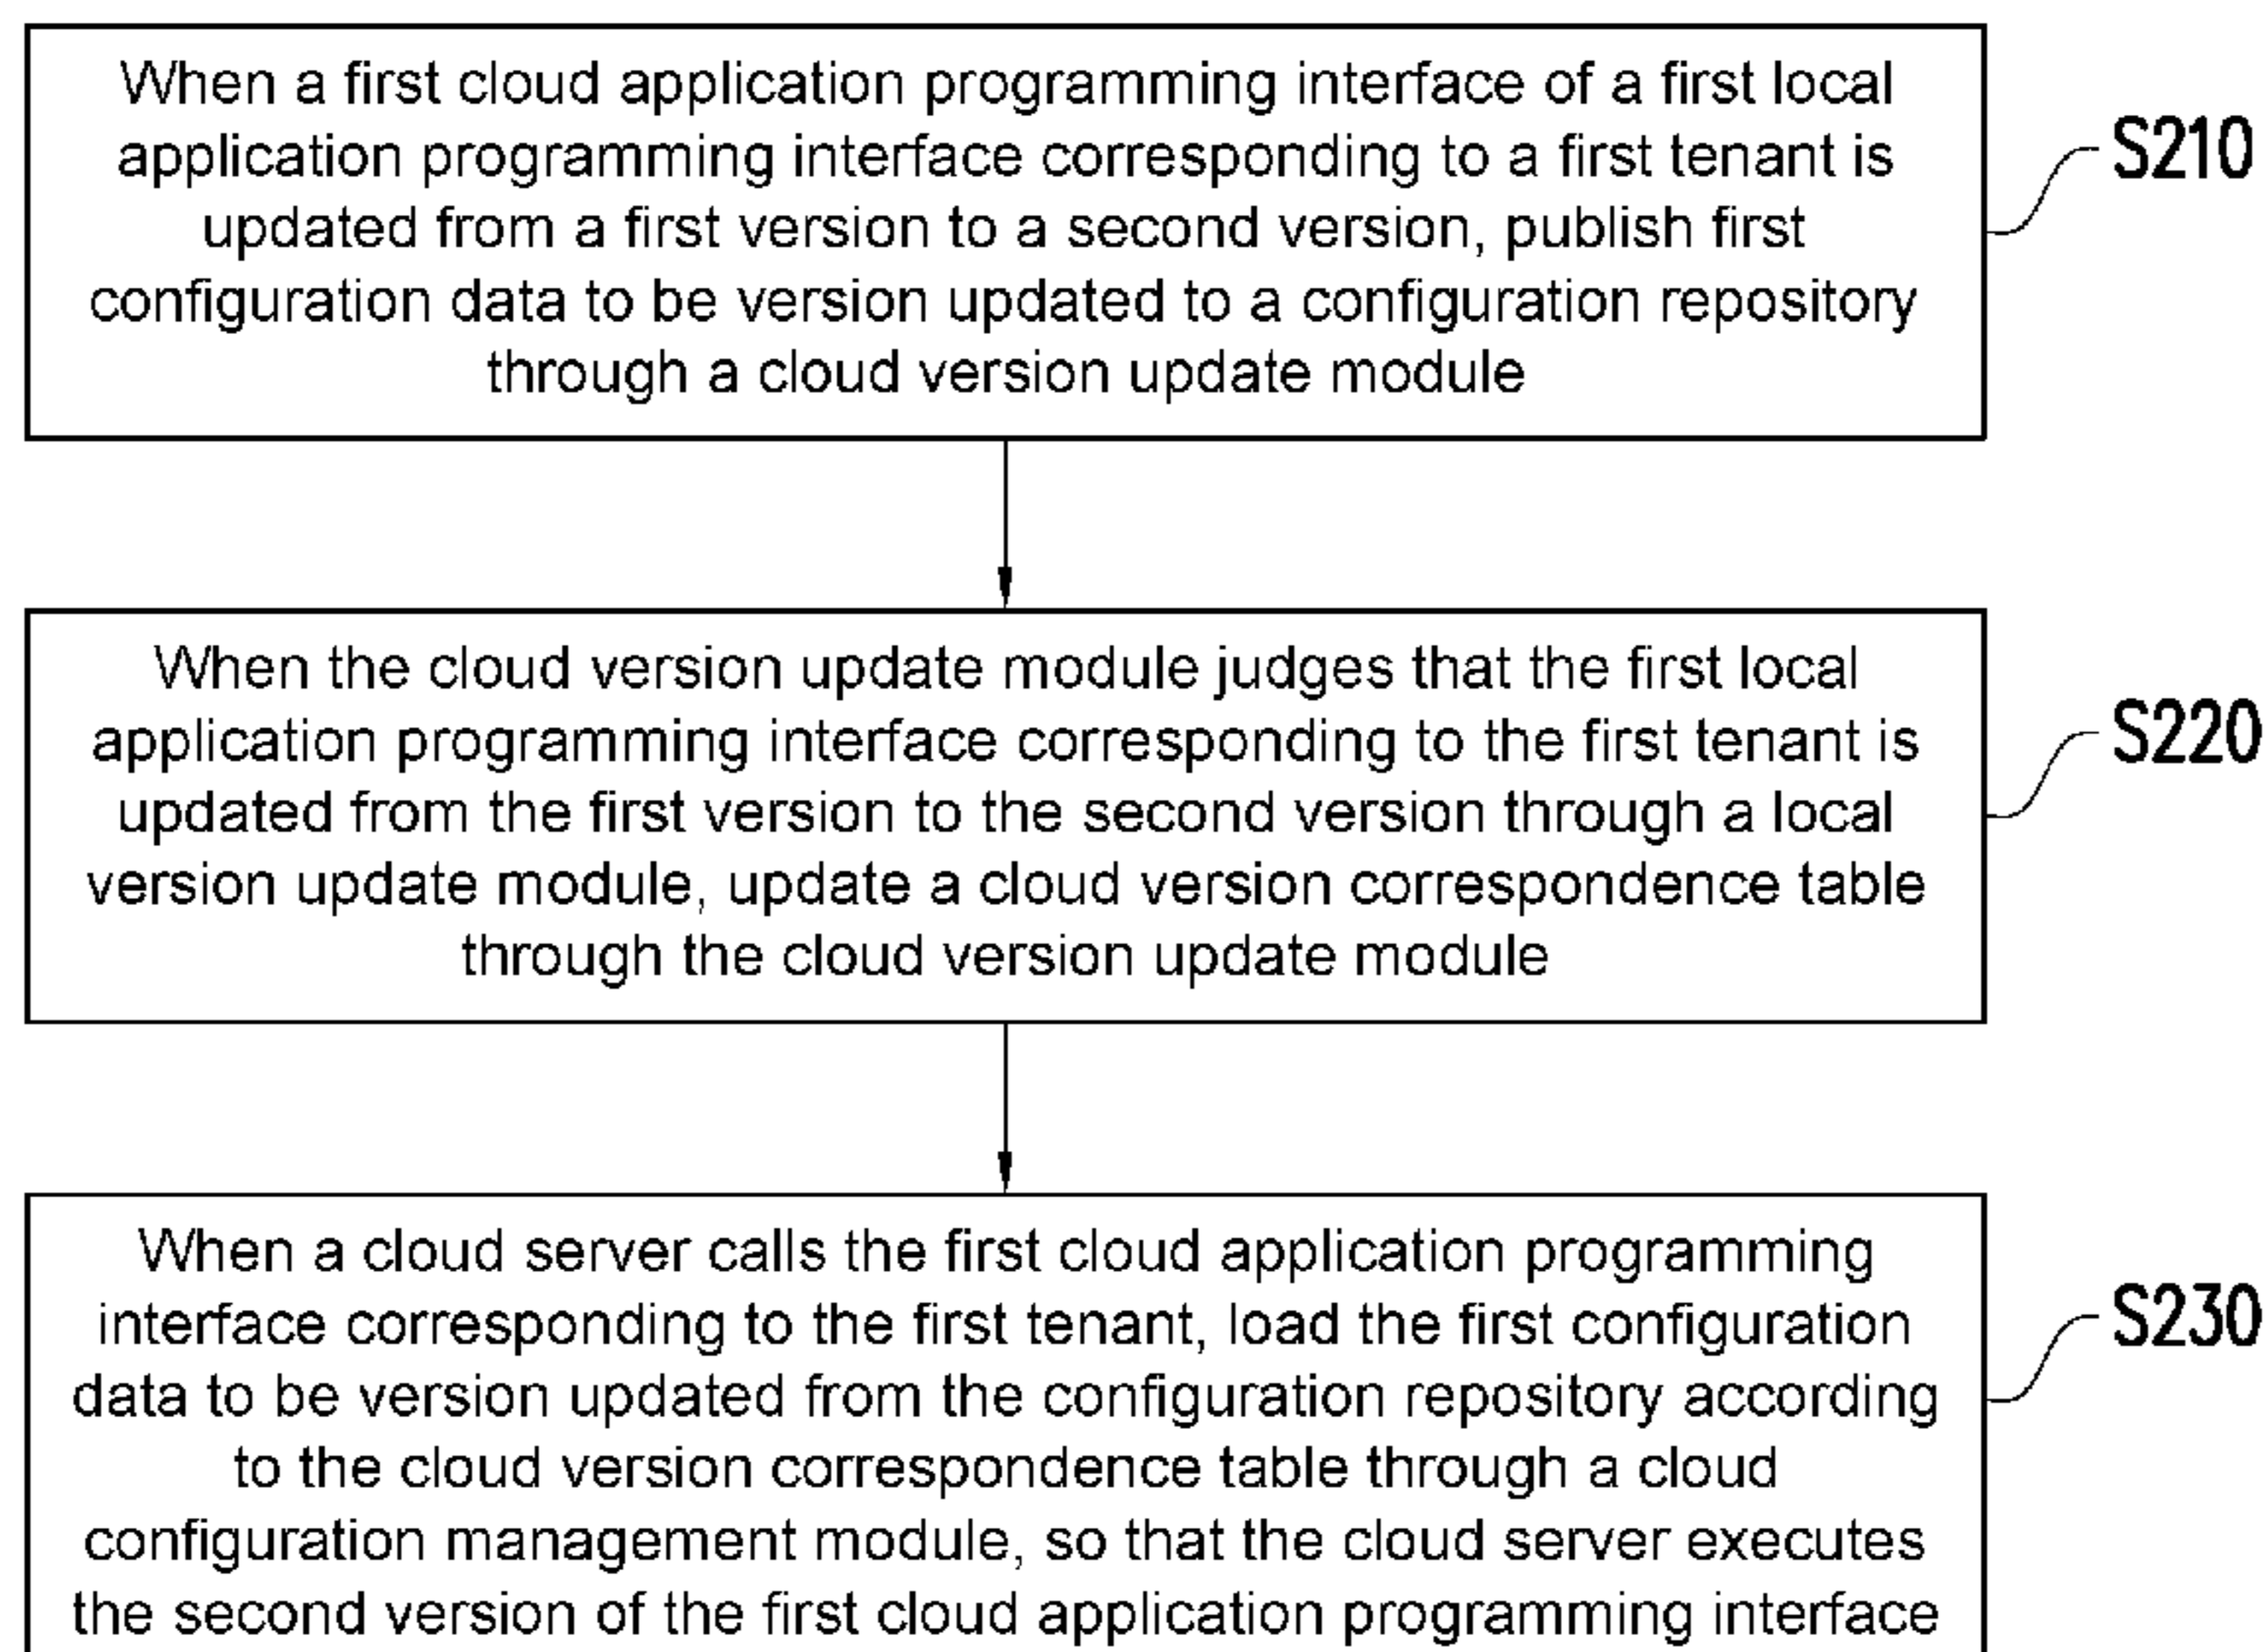 When a first cloud application programming interface of a first local
application programming interface corresponding to a first tenant is
updated from a first version to a second version, publish first
configuration data to be version updated to a configuration repository
through a cloud version update module
S210
When the cloud version update module judges that the first local
application programming interface corresponding to the first tenant is
updated from the first version to the second version through a local
version update module, update a cloud version correspondence table
through the cloud version update module
S220
When a cloud server calls the first cloud application programming
interface corresponding to the first tenant, load the first configuration
data to be version updated from the configuration repository according
to the cloud version correspondence table through a cloud
configuration management module, so that the cloud server executes
the second version of the first cloud application programming interface
S230